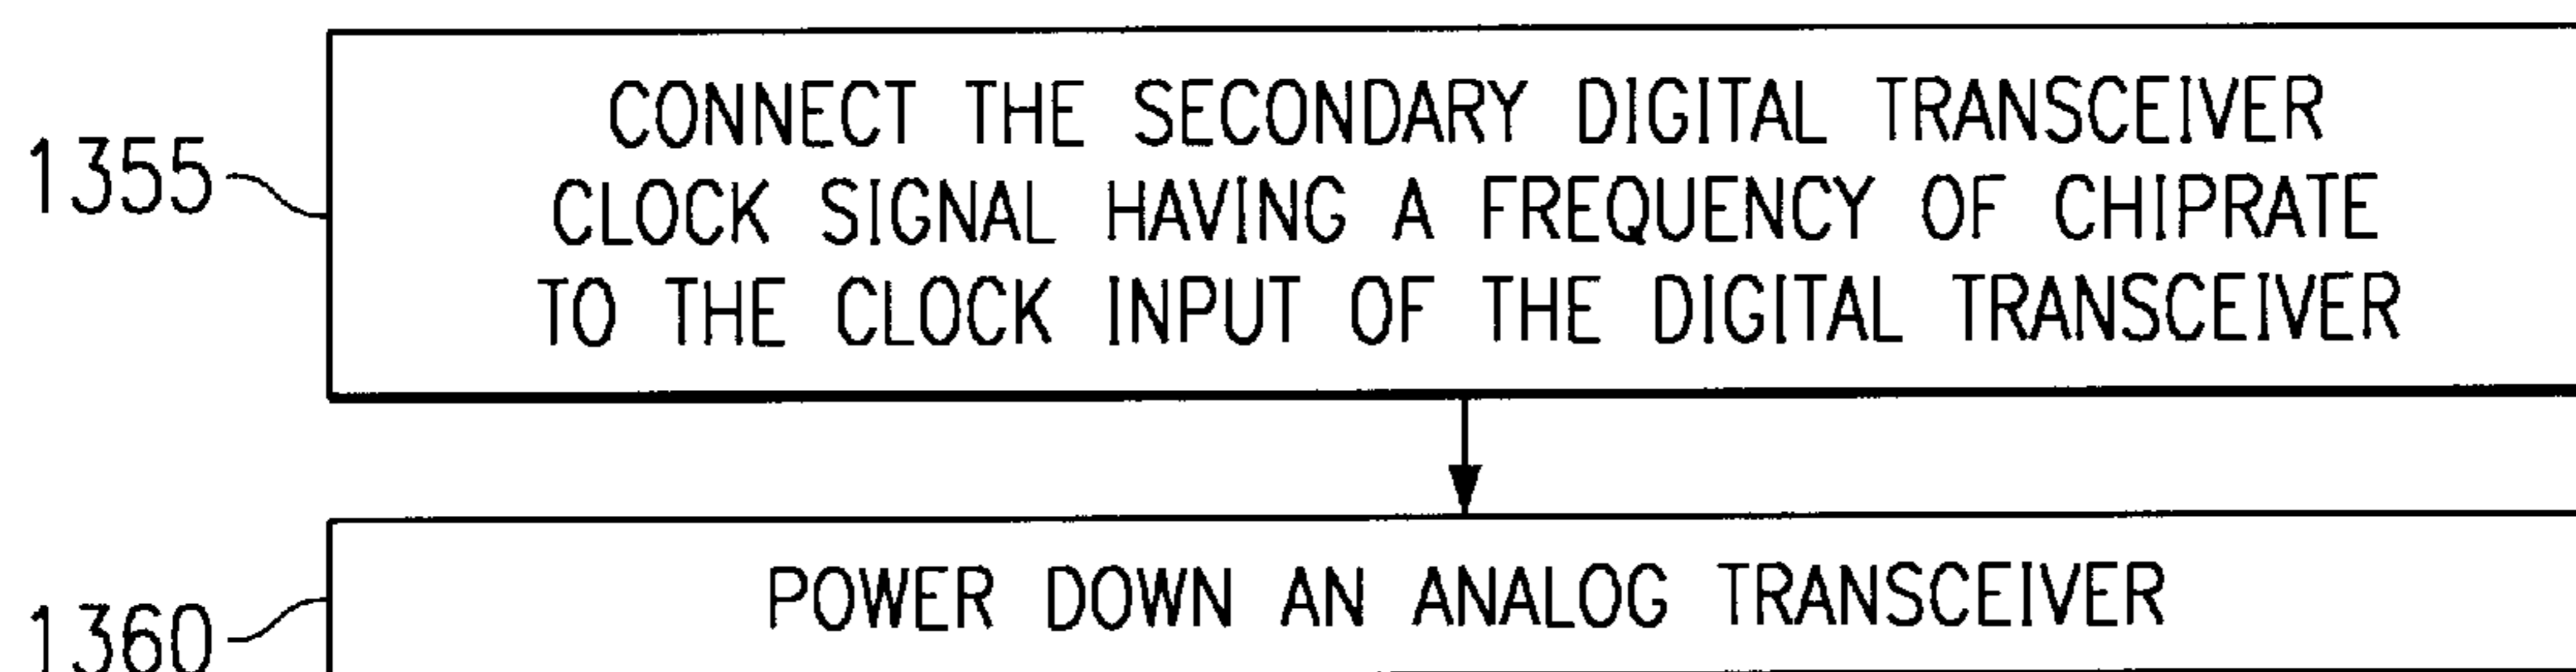 CONNECT THE SECONDARY DIGITAL TRANSCEIVER
1355
CLOCK SIGNAL HAVING A FREQUENCY OF CHIPRATE
TO THE CLOCK INPUT OF THE DIGITAL TRANSCEIVER
POWER DOWN AN ANALOG TRANSCEIVER
1360